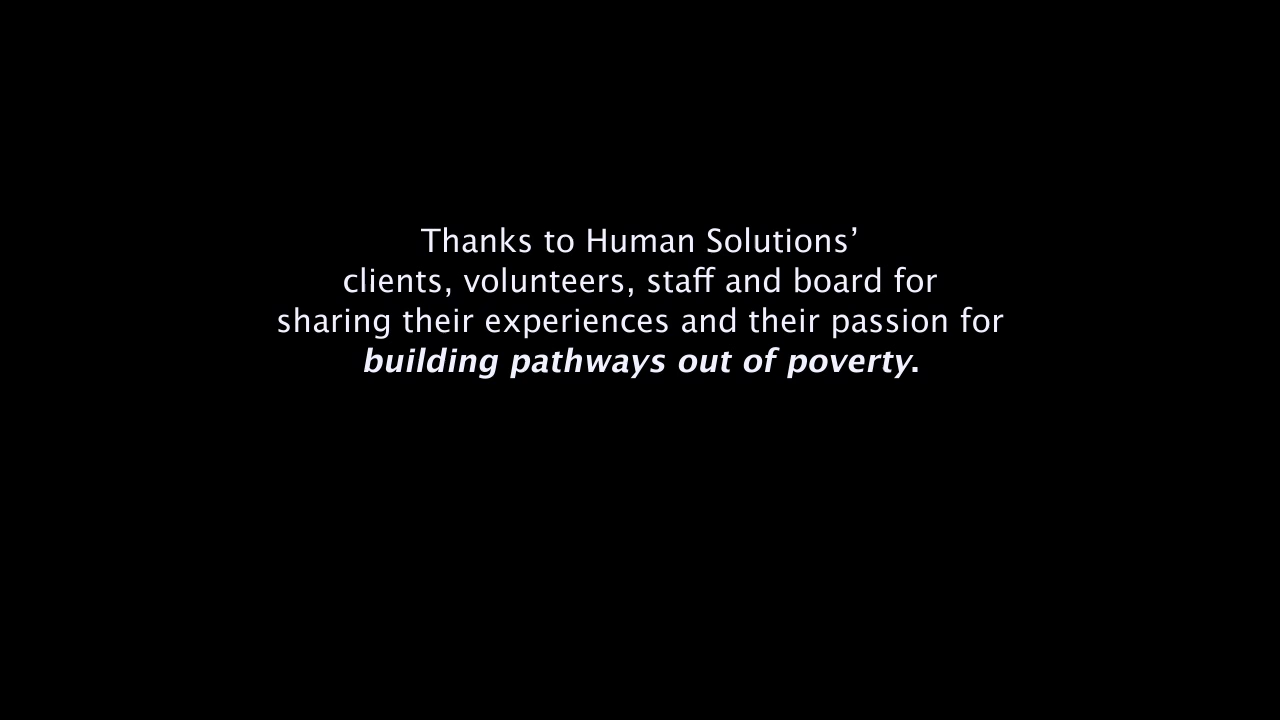 Thanks to Human Solutions’
clients, volunteers, staff and board for
sharing their experiences and their passion for
building pathways out of poverty.